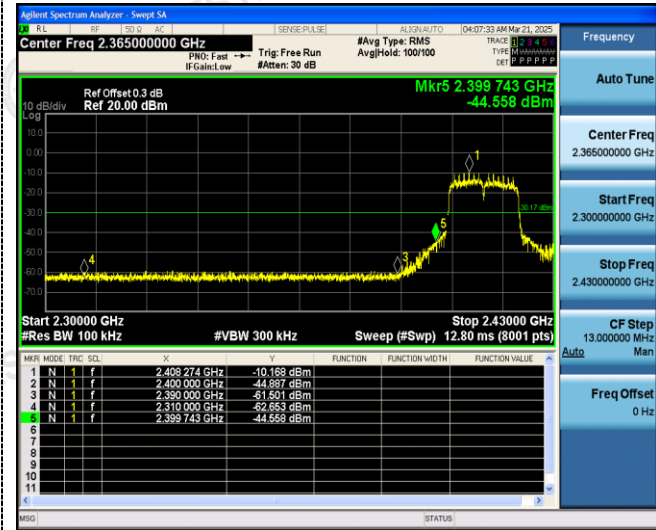 Agilent Spectrum Analyzer - Swept SA
RL RF 50 Ω AC SENSE:PULSE ALIGNAUTO 04:07:33 AM Mar 21, 2025
Center Freq 2.365000000 GHz #Avg Type: RMS TRACE 1 2 3 4 5 6
PNO: Fast Trig: Free Run Avg|Hold: 100/100 TYPE M
IFGain:Low #Atten: 30 dB DET P P P P P P
Ref Offset 0.3 dB Mkr5 2.399 743 GHz
10 dB/div Ref 20.00 dBm -44.558 dBm
Log
10.0
0.00
-10.0
-20.0
-30.0
-40.0
-50.0
-60.0
-70.0
1
-30.17 dBm
5
3
4
Start 2.30000 GHz Stop 2.43000 GHz
#Res BW 100 kHz #VBW 300 kHz Sweep (#Swp) 12.80 ms (8001 pts)
MKR MODE TRC SCL X Y FUNCTION FUNCTION WIDTH FUNCTION VALUE
1 N 1 f 2.408 274 GHz -10.168 dBm
2 N 1 f 2.400 000 GHz -44.887 dBm
3 N 1 f 2.390 000 GHz -61.501 dBm
4 N 1 f 2.310 000 GHz -62.653 dBm
5 N 1 f 2.399 743 GHz -44.558 dBm
6
7
8
9
10
11
MSG STATUS
Frequency
Auto Tune
Center Freq
2.365000000 GHz
Start Freq
2.300000000 GHz
Stop Freq
2.430000000 GHz
CF Step
13.000000 MHz
Auto Man
Freq Offset
0 Hz